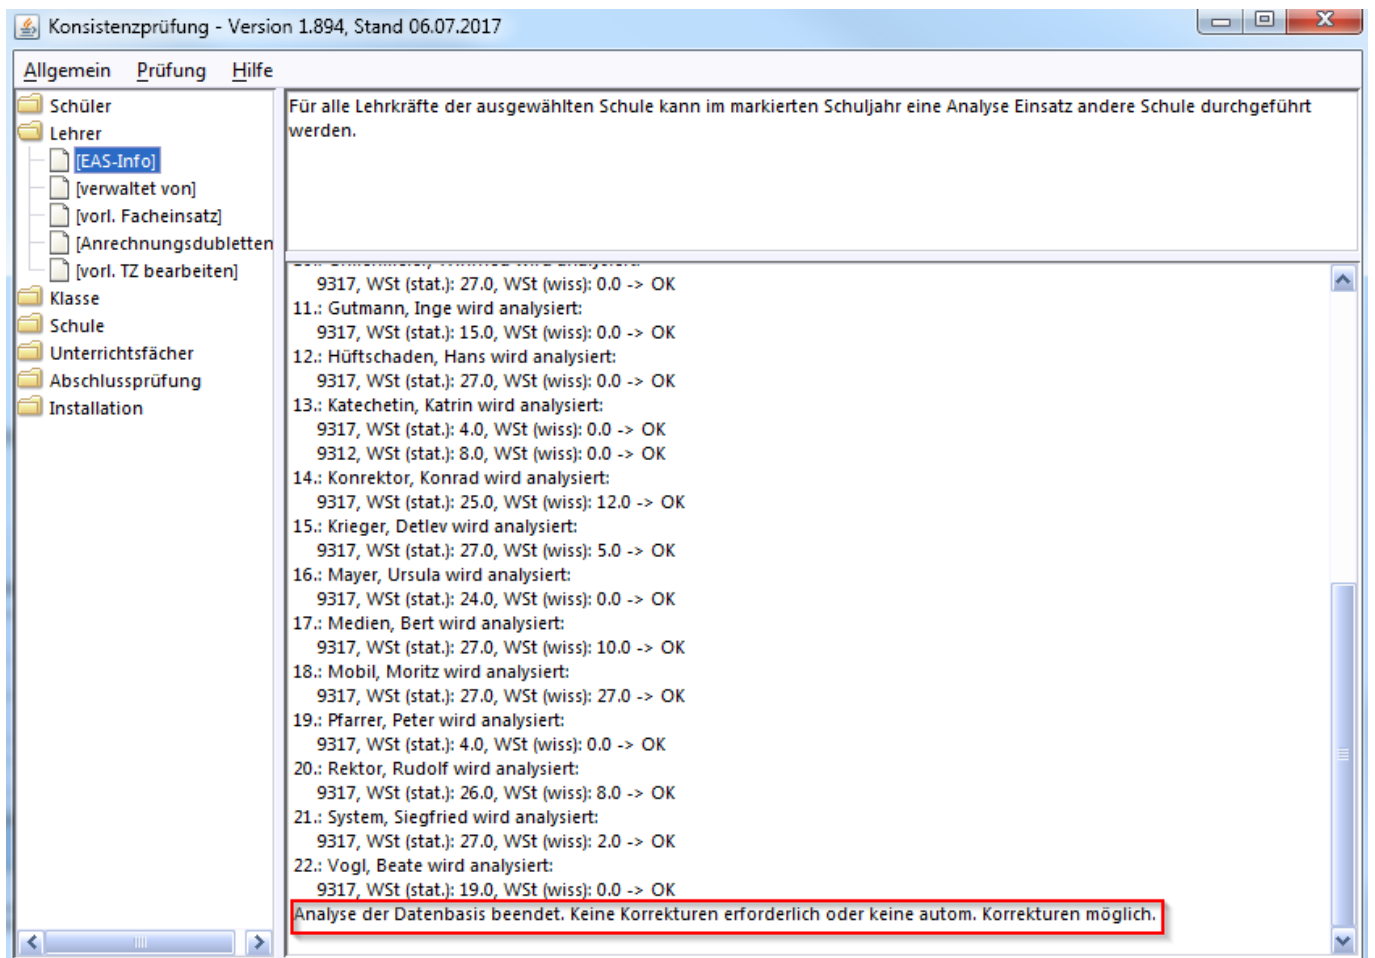 Konsistenzprüfung - Version 1.894, Stand 06.07.2017
Allgemein Prüfung Hilfe
Schüler
Lehrer
[EAS-Info]
[verwaltet von]
[vorl. Facheinsatz]
[Anrechnungsdubletten
[vorl. TZ bearbeiten]
Klasse
Schule
Unterrichtsfächer
Abschlussprüfung
Installation
Für alle Lehrkräfte der ausgewählten Schule kann im markierten Schuljahr eine Analyse Einsatz andere Schule durchgeführt
werden.
wird analysiert:
9317, WSt (stat.): 27.0, WSt (wiss): 0.0 -> OK
11.: Gutmann, Inge wird analysiert:
9317, WSt (stat.): 15.0, WSt (wiss): 0.0 -> OK
12.: Hüftschaden, Hans wird analysiert:
9317, WSt (stat.): 27.0, WSt (wiss): 0.0 -> OK
13.: Katechetin, Katrin wird analysiert:
9317, WSt (stat.): 4.0, WSt (wiss): 0.0 -> OK
9312, WSt (stat.): 8.0, WSt (wiss): 0.0 -> OK
14.: Konrektor, Konrad wird analysiert:
9317, WSt (stat.): 25.0, WSt (wiss): 12.0 -> OK
15.: Krieger, Detlev wird analysiert:
9317, WSt (stat.): 27.0, WSt (wiss): 5.0 -> OK
16.: Mayer, Ursula wird analysiert:
9317, WSt (stat.): 24.0, WSt (wiss): 0.0 -> OK
17.: Medien, Bert wird analysiert:
9317, WSt (stat.): 27.0, WSt (wiss): 10.0 -> OK
18.: Mobil, Moritz wird analysiert:
9317, WSt (stat.): 27.0, WSt (wiss): 27.0 -> OK
19.: Pfarrer, Peter wird analysiert:
9317, WSt (stat.): 4.0, WSt (wiss): 0.0 -> OK
20.: Rektor, Rudolf wird analysiert:
9317, WSt (stat.): 26.0, WSt (wiss): 8.0 -> OK
21.: System, Siegfried wird analysiert:
9317, WSt (stat.): 27.0, WSt (wiss): 2.0 -> OK
22.: Vogl, Beate wird analysiert:
9317, WSt (stat.): 19.0, WSt (wiss): 0.0 -> OK
Analyse der Datenbasis beendet. Keine Korrekturen erforderlich oder keine autom. Korrekturen möglich.